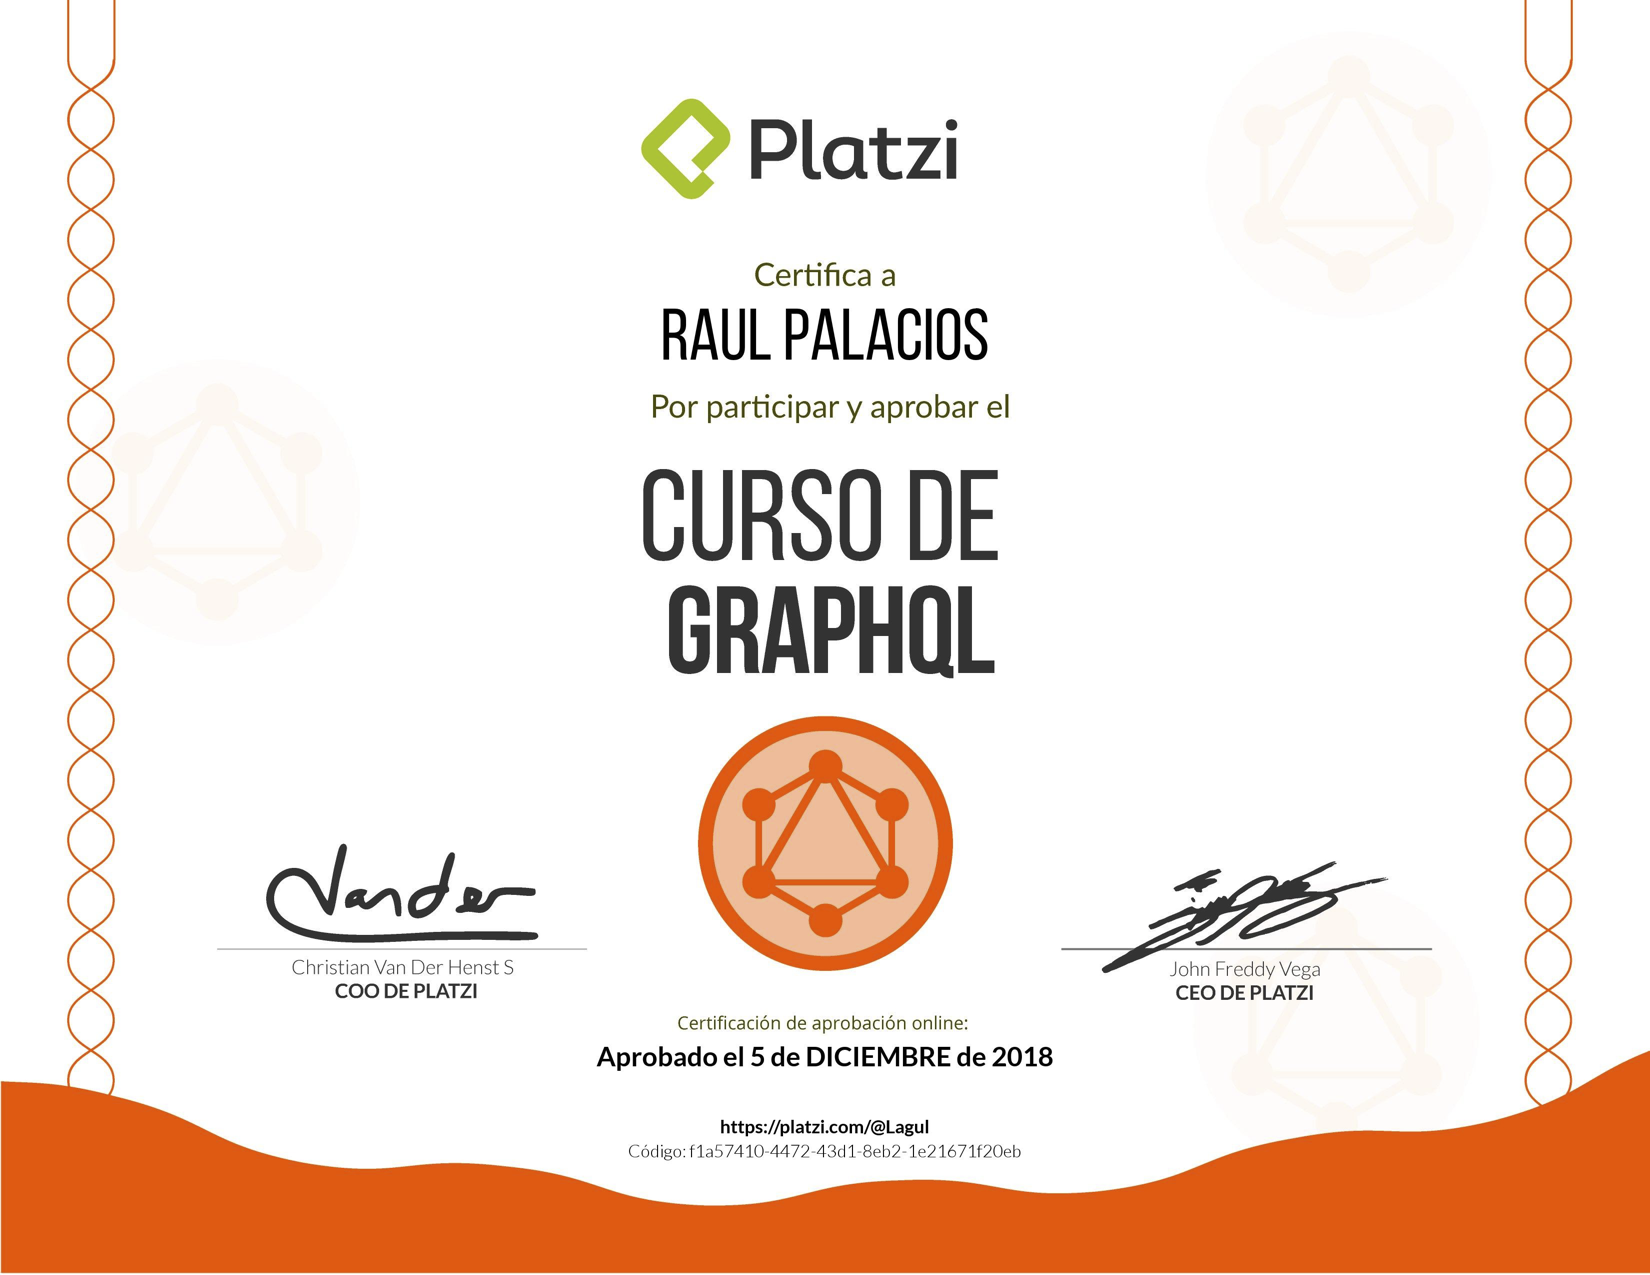 Platzi
Certifica a
RAUL PALACIOS
Por participar y aprobar el
CURSO DE
GRAPHQL
Vander
Christian Van Der Henst S
COO DE PLATZI
John Freddy Vega
CEO DE PLATZI
Certificación de aprobación online:
Aprobado el 5 de DICIEMBRE de 2018
https://platzi.com/@Lagul
Código: f1a57410-4472-43d1-8eb2-1e21671f20eb